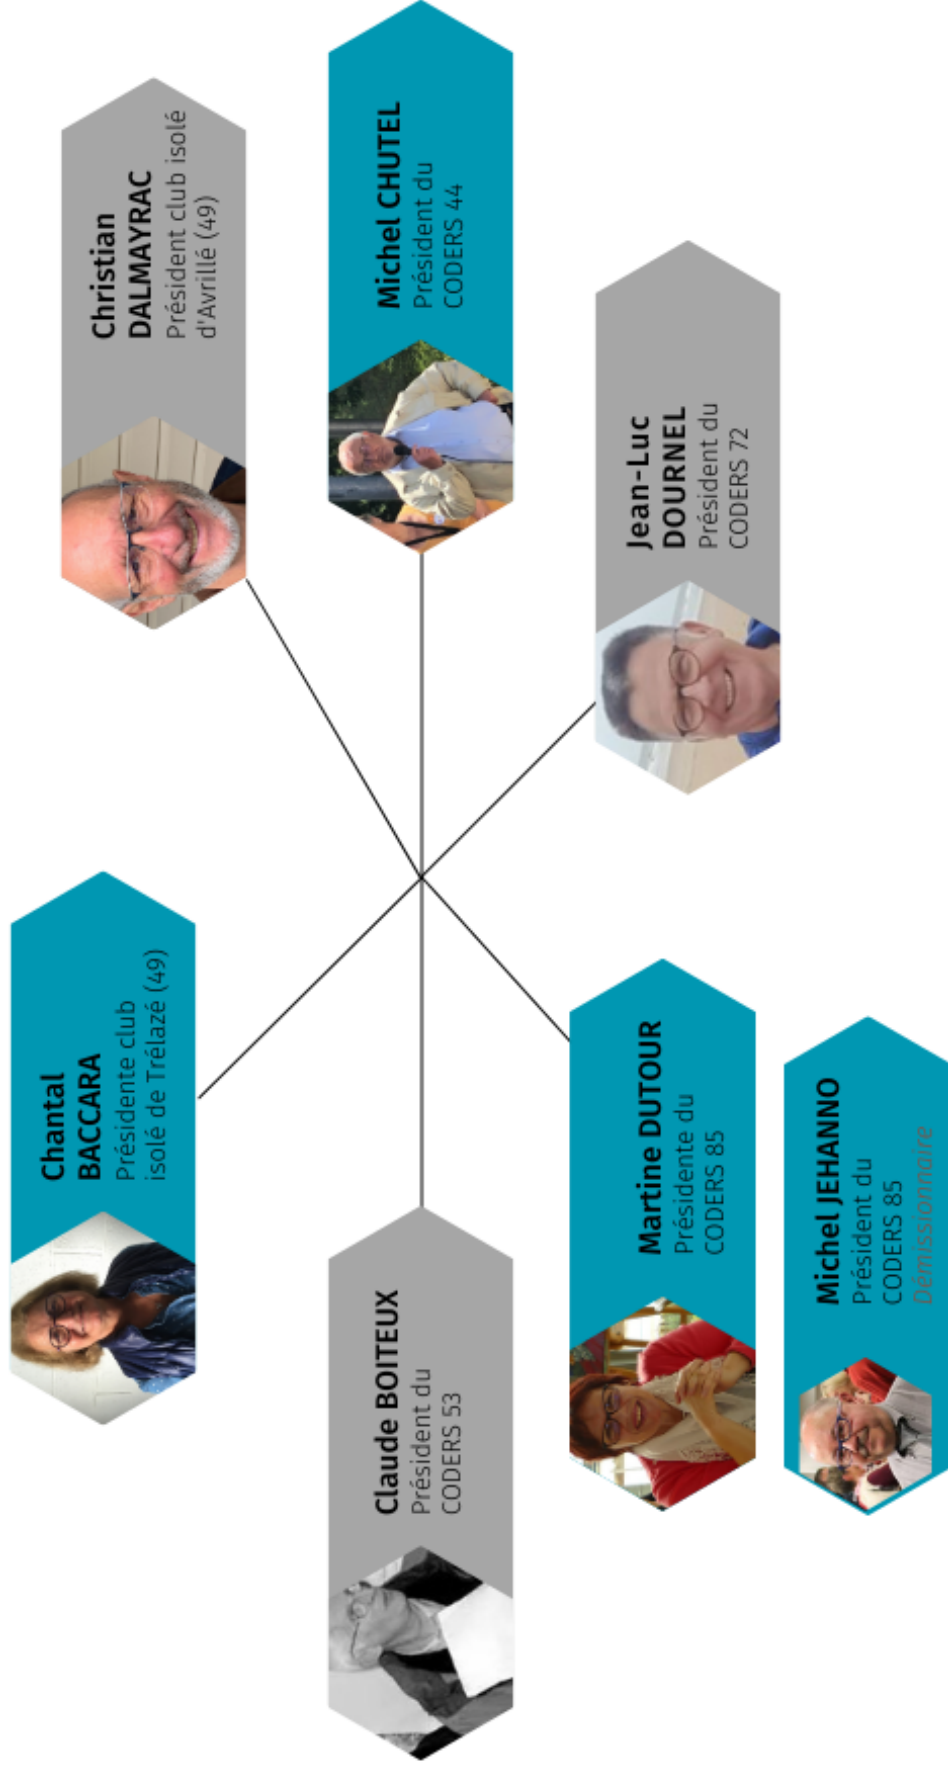 Chantal
BACCARA
Présidente club
isolé de Trélazé (49)
Christian
DALMAYRAC
Président club isolé
d'Avrillé (49)
Claude BOITEUX
Président du
CODERS 53
Michel CHUTEL
Président du
CODERS 44
Martine DUTOUR
Présidente du
CODERS 85
Jean-Luc
DOURNEL
Président du
CODERS 72
Michel JEHANNO
Président du
CODERS 85
Démissionnaire